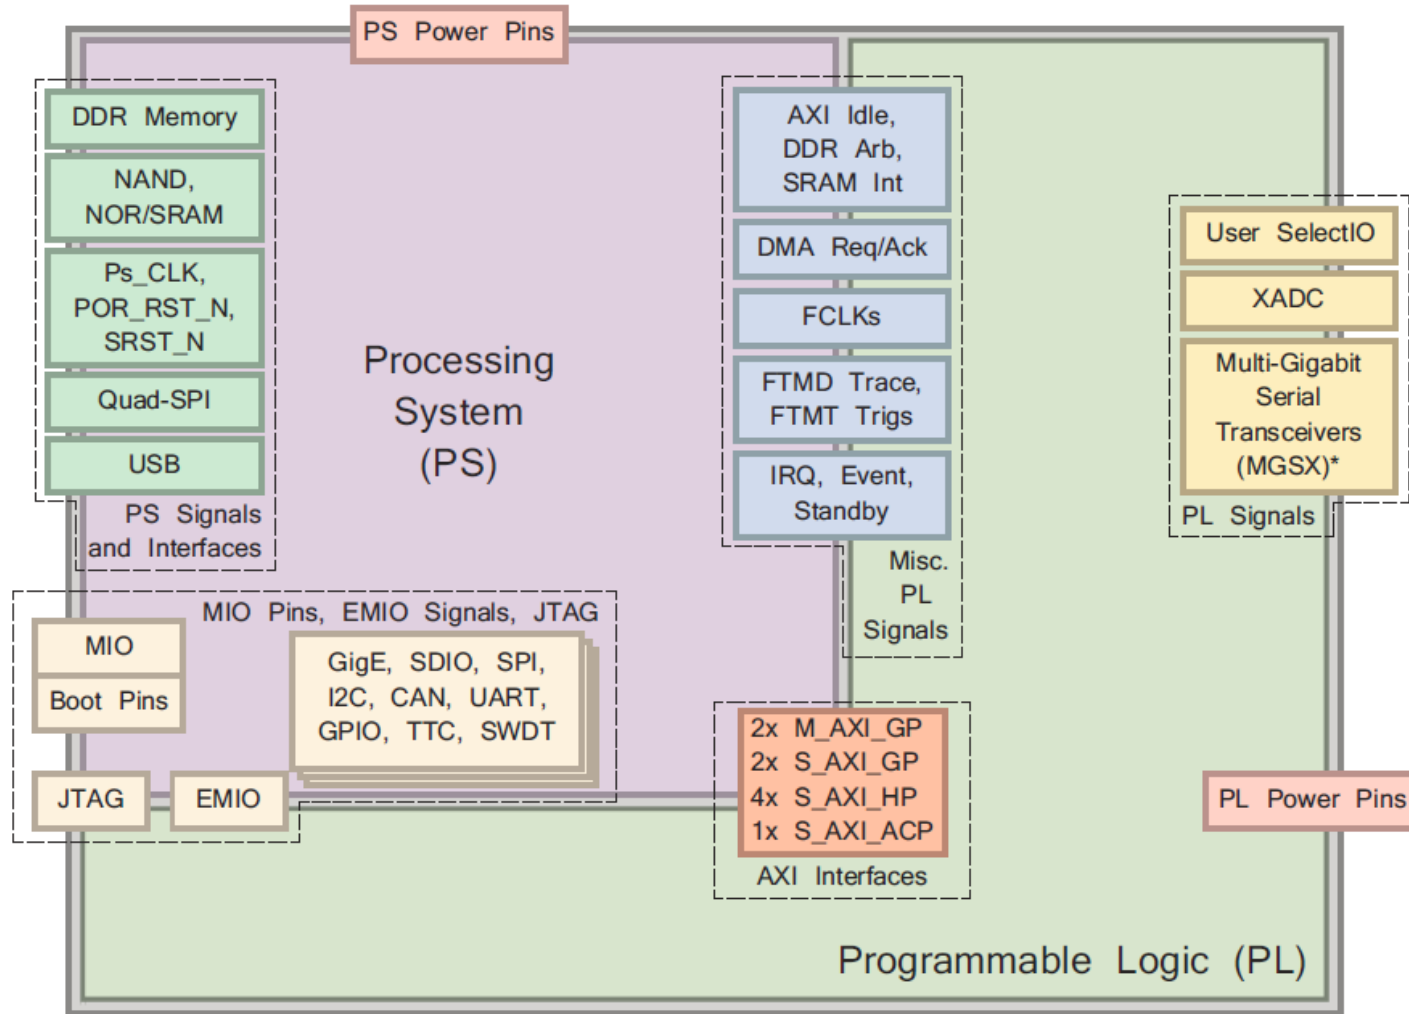 PS Power Pins
DDR Memory
NAND,
NOR/SRAM
Ps_CLK,
POR_RST_N,
SRST_N
Quad-SPI
USB
PS Signals
and Interfaces
Processing
System
(PS)
AXI Idle,
DDR Arb,
SRAM Int
DMA Req/Ack
FCLKs
FTMD Trace,
FTMT Trigs
IRQ, Event,
Standby
Misc.
PL
Signals
User SelectIO
XADC
Multi-Gigabit
Serial
Transceivers
(MGSX)*
PL Signals
MIO Pins, EMIO Signals, JTAG
MIO
Boot Pins
GigE, SDIO, SPI,
I2C, CAN, UART,
GPIO, TTC, SWDT
JTAG
EMIO
2x M_AXI_GP
2x S_AXI_GP
4x S_AXI_HP
1x S_AXI_ACP
AXI Interfaces
PL Power Pins
Programmable Logic (PL)